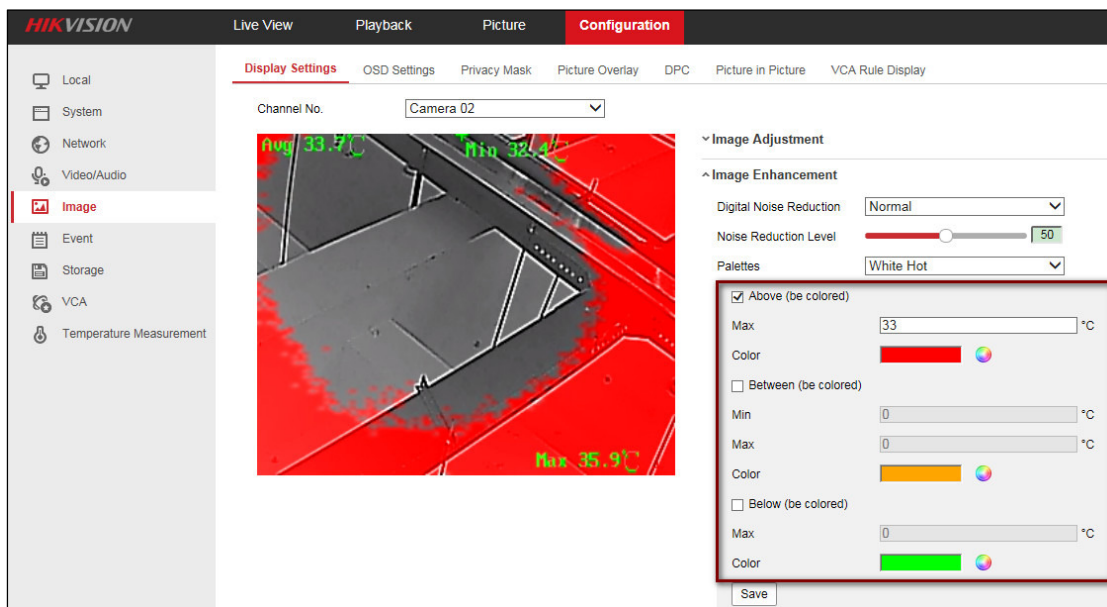 HIKVISION
Live View Playback Picture Configuration
Local
System
Network
Video/Audio
Image
Event
Storage
VCA
Temperature Measurement
Display Settings OSD Settings Privacy Mask Picture Overlay DPC Picture in Picture VCA Rule Display
Channel No. Camera 02
Avg 33.7℃ Min 32.4℃
Max 35.9℃
Image Adjustment
Image Enhancement
Digital Noise Reduction Normal
Noise Reduction Level 50
Palettes White Hot
Above (be colored)
Max 33 °C
Color
Between (be colored)
Min 0 °C
Max 0 °C
Color
Below (be colored)
Max 0 °C
Color
Save